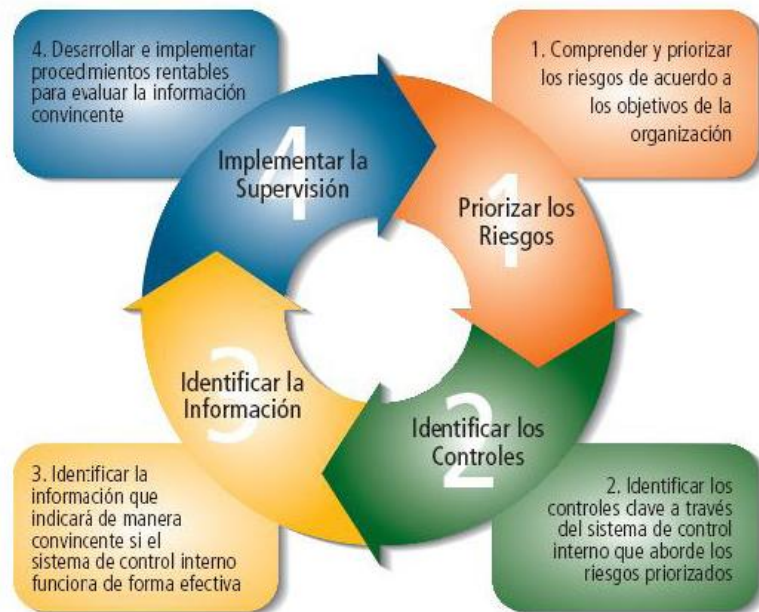 4. Desarrollar e implementar
procedimientos rentables
para evaluar la información
convincente
1. Comprender y priorizar
los riesgos de acuerdo a
los objetivos de la
organización
4
Implementar la
Supervisión
1
Priorizar los
Riesgos
3
Identificar la
Información
2
Identificar los
Controles
3. Identificar la
información que
indicará de manera
convincente si el
sistema de control interno
funciona de forma efectiva
2. Identificar los
controles clave a través
del sistema de control
interno que aborde los
riesgos priorizados